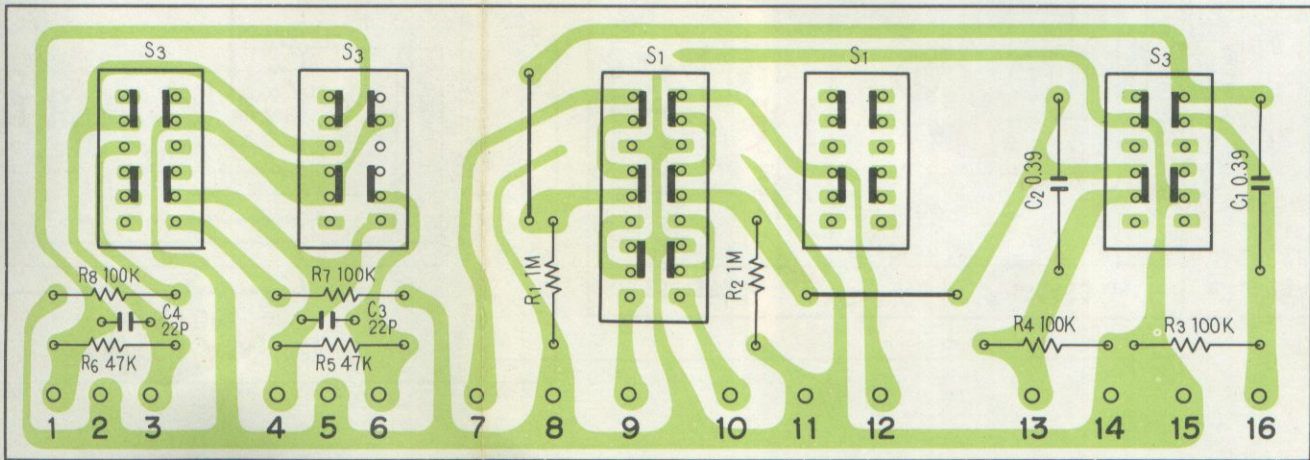 S3
S3
S1
S1
S3
R8 100K
C4
22P
R6 47K
R7 100K
C3
22P
R5 47K
R1 1M
R2 1M
C2 0.39
C1 0.39
R4 100K
R3 100K
1 2 3 4 5 6 7 8 9 10 11 12 13 14 15 16